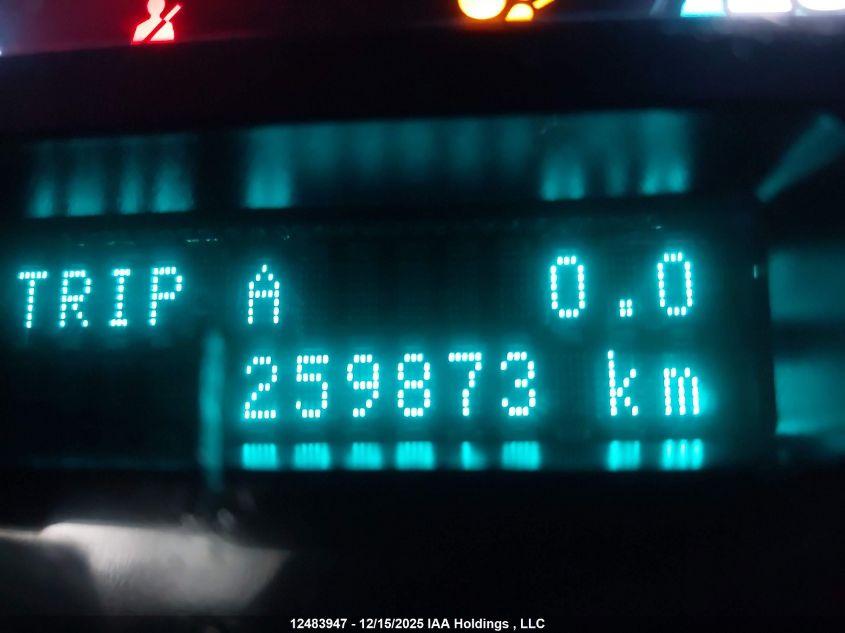 TRIP A 0.0
259873 km
12483947 - 12/15/2025 IAA Holdings , LLC